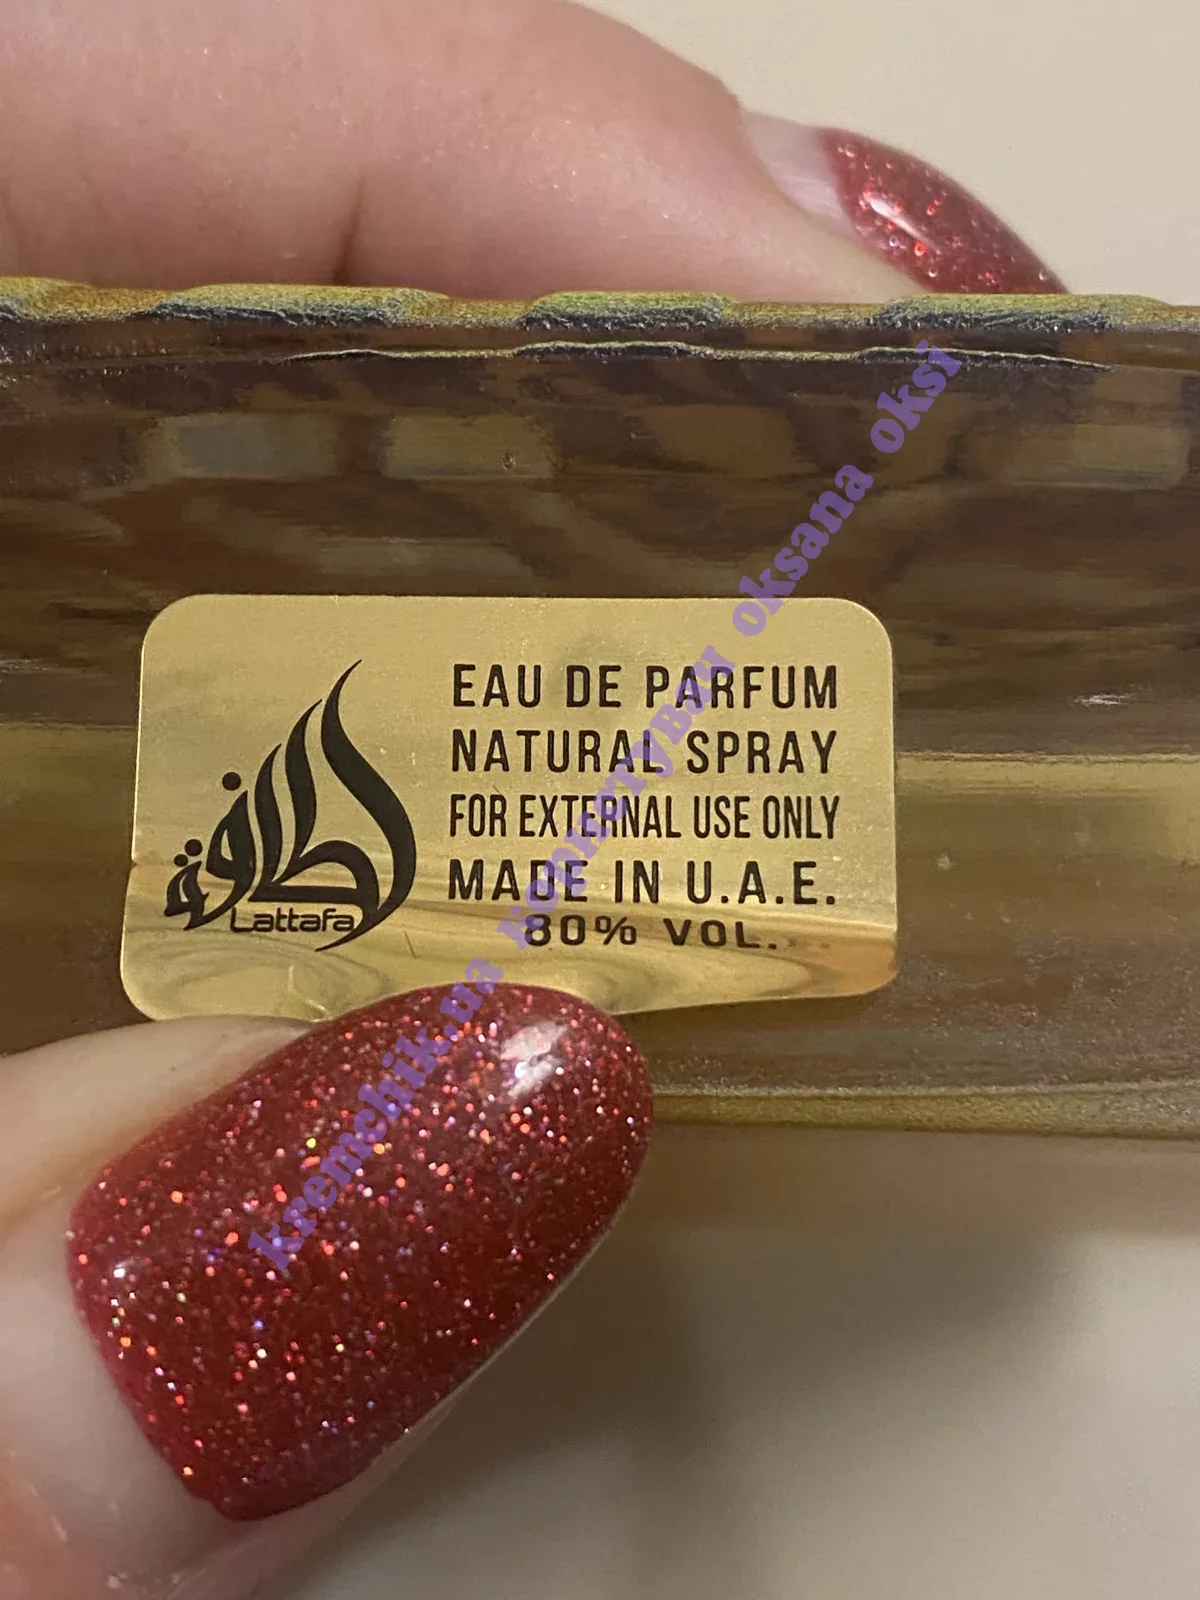 لطافة
Lattafa
EAU DE PARFUM
NATURAL SPRAY
FOR EXTERNAL USE ONLY
MADE IN U.A.E.
80% VOL.
kremchik.ua користувач oksana oksi